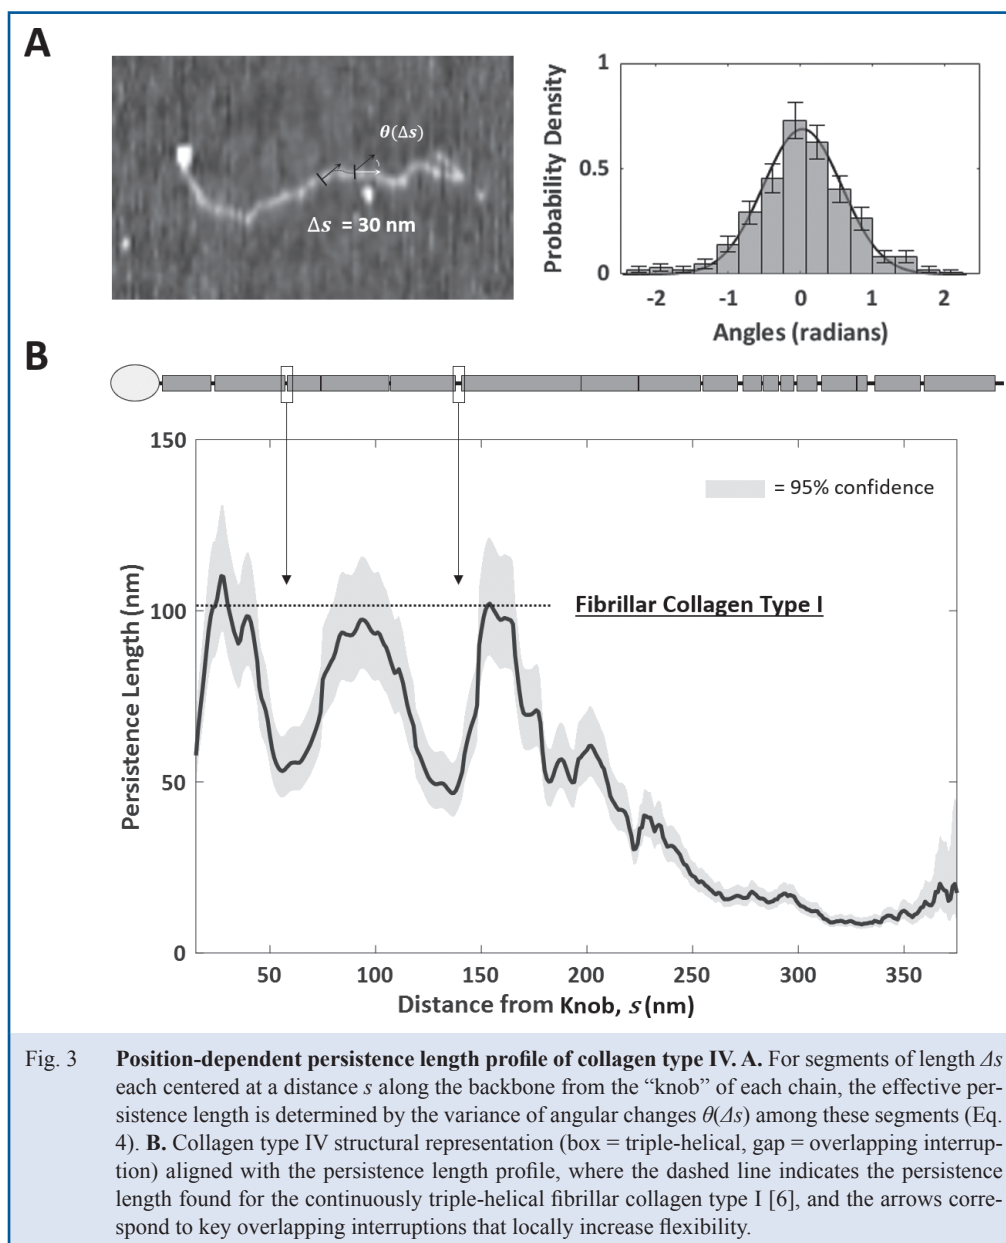 A
θ(Δs)
Δs = 30 nm
Probability Density
1
0.5
0
-2
-1
0
1
2
Angles (radians)
B
150
100
50
0
Persistence Length (nm)
= 95% confidence
Fibrillar Collagen Type I
50
100
150
200
250
300
350
Distance from Knob, s (nm)
Fig. 3 Position-dependent persistence length profile of collagen type IV. A. For segments of length Δs
each centered at a distance s along the backbone from the “knob” of each chain, the effective per-
sistence length is determined by the variance of angular changes θ(Δs) among these segments (Eq.
4). B. Collagen type IV structural representation (box = triple-helical, gap = overlapping interrup-
tion) aligned with the persistence length profile, where the dashed line indicates the persistence
length found for the continuously triple-helical fibrillar collagen type I [6], and the arrows corre-
spond to key overlapping interruptions that locally increase flexibility.